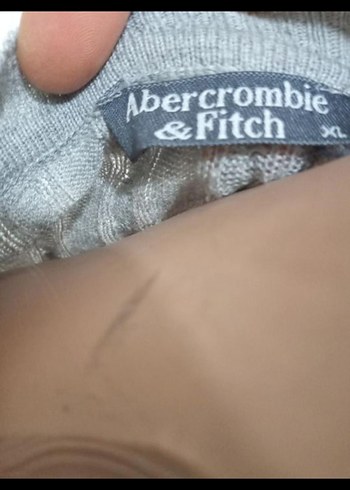 Abercrombie
& Fitch XL